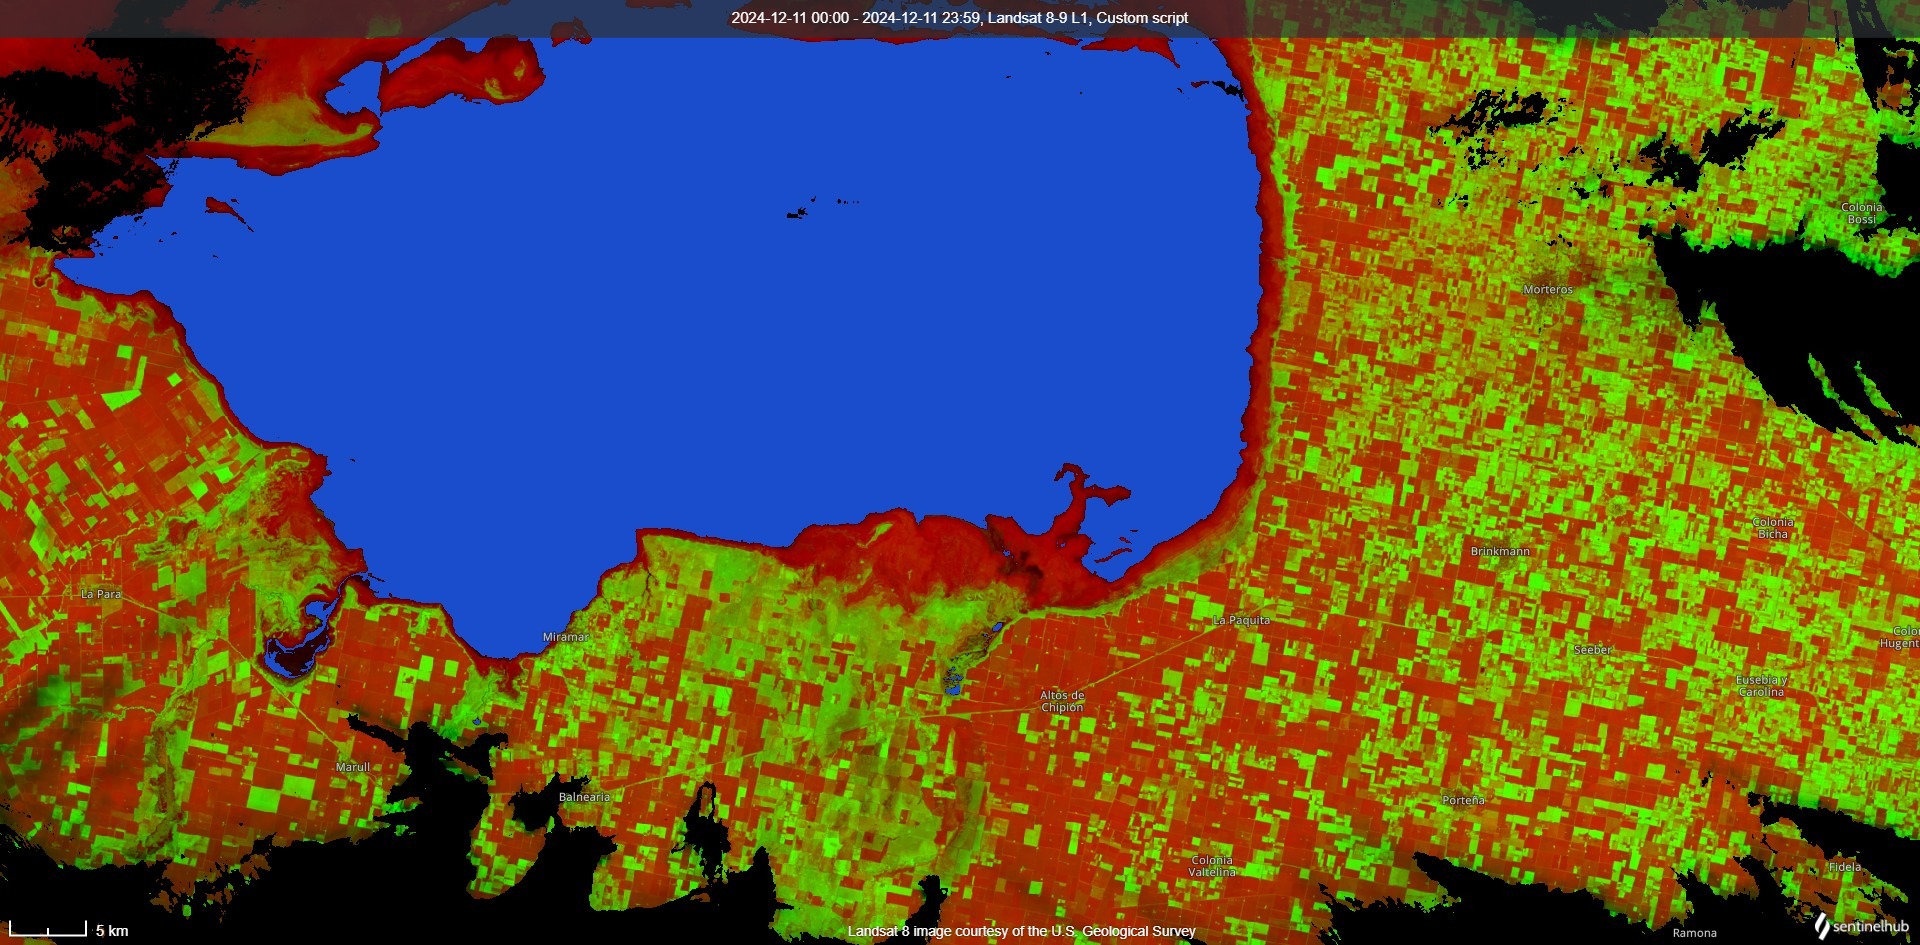 2024-12-11 00:00 - 2024-12-11 23:59, Landsat 8-9 L1, Custom script
Colonia
Bossi
Morteros
Colonia
Bicha
Brinkmann
La Para
La Paquita
Colon
Hugent
Miramar
Seeber
Eusebia y
Carolina
Altos de
Chipión
Marull
Balnearia
Porteña
Colonia
Valtelina
Fidela
5 km
Landsat 8 image courtesy of the U.S. Geological Survey
sentinelhub
Ramona